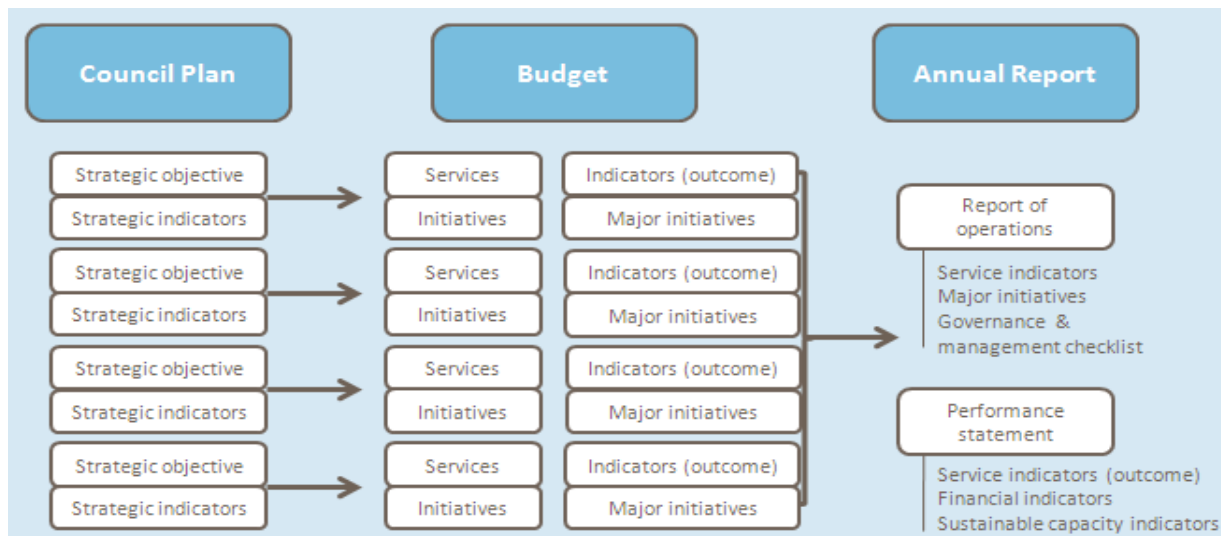 Council Plan
Budget
Annual Report
Strategic objective
Strategic indicators
Services
Initiatives
Indicators (outcome)
Major initiatives
Strategic objective
Strategic indicators
Services
Initiatives
Indicators (outcome)
Major initiatives
Strategic objective
Strategic indicators
Services
Initiatives
Indicators (outcome)
Major initiatives
Strategic objective
Strategic indicators
Services
Initiatives
Indicators (outcome)
Major initiatives
Report of
operations
Service indicators
Major initiatives
Governance &
management checklist
Performance
statement
Service indicators (outcome)
Financial indicators
Sustainable capacity indicators